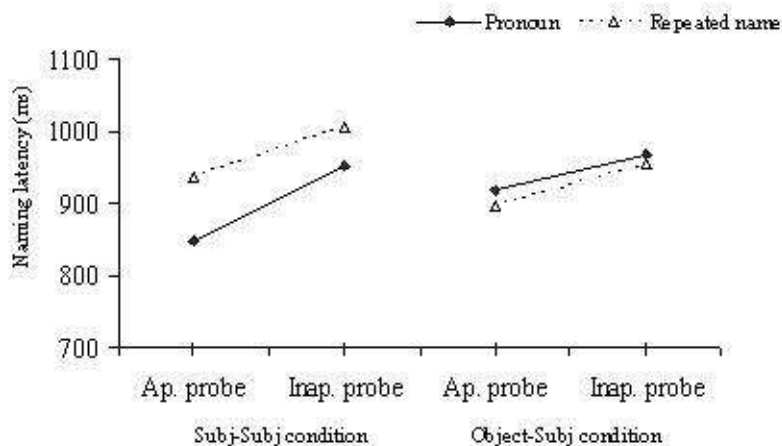 Pronoun Repeated name
Naming latency (ms)
1100
1000
900
800
700
Ap. probe Inap. probe Ap. probe Inap. probe
Subj-Subj condition Object-Subj condition